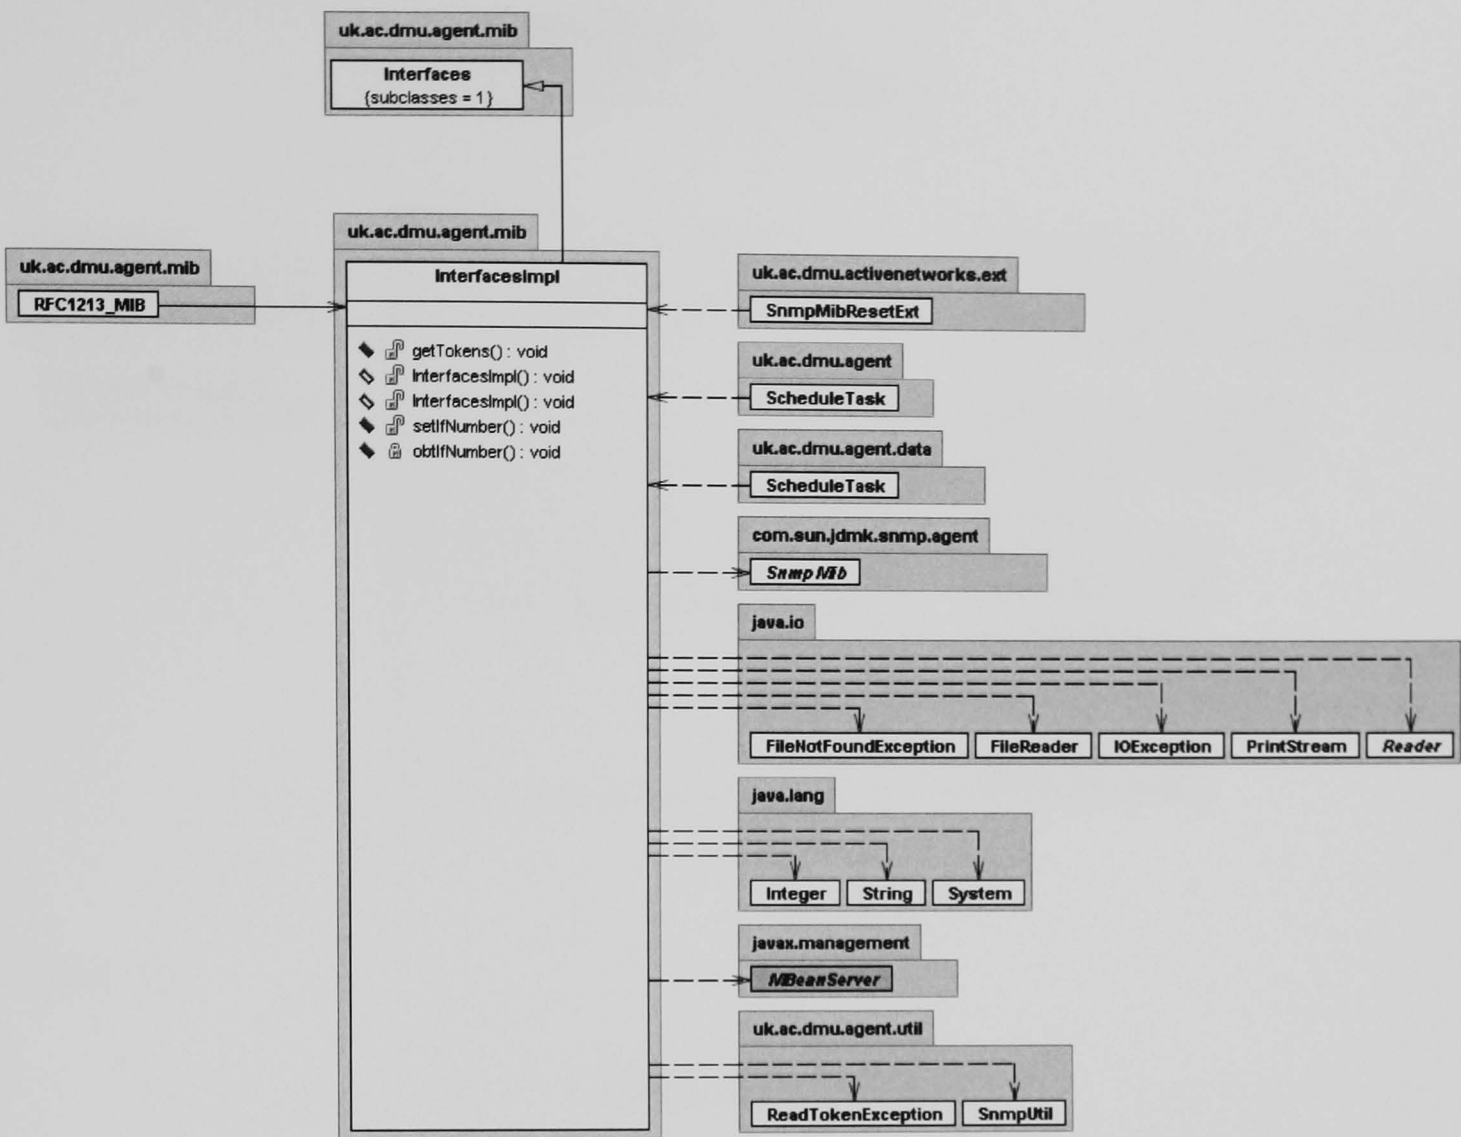 uk.ac.dmu.agent.mib
Interfaces
{subclasses = 1}
uk.ac.dmu.agent.mib
uk.ac.dmu.agent.mib
RFC1213_MIB
InterfacesImpl
getTokens() : void
InterfacesImpl() : void
InterfacesImpl() : void
setIfNumber() : void
obtIfNumber() : void
uk.ac.dmu.activenetworks.ext
SnmpMibResetExt
uk.ac.dmu.agent
ScheduleTask
uk.ac.dmu.agent.data
ScheduleTask
com.sun.jdmk.snmp.agent
SnmpMib
java.io
FileNotFoundException FileReader IOException PrintStream Reader
java.lang
Integer String System
javax.management
MBeanServer
uk.ac.dmu.agent.util
ReadTokenException SnmpUtil